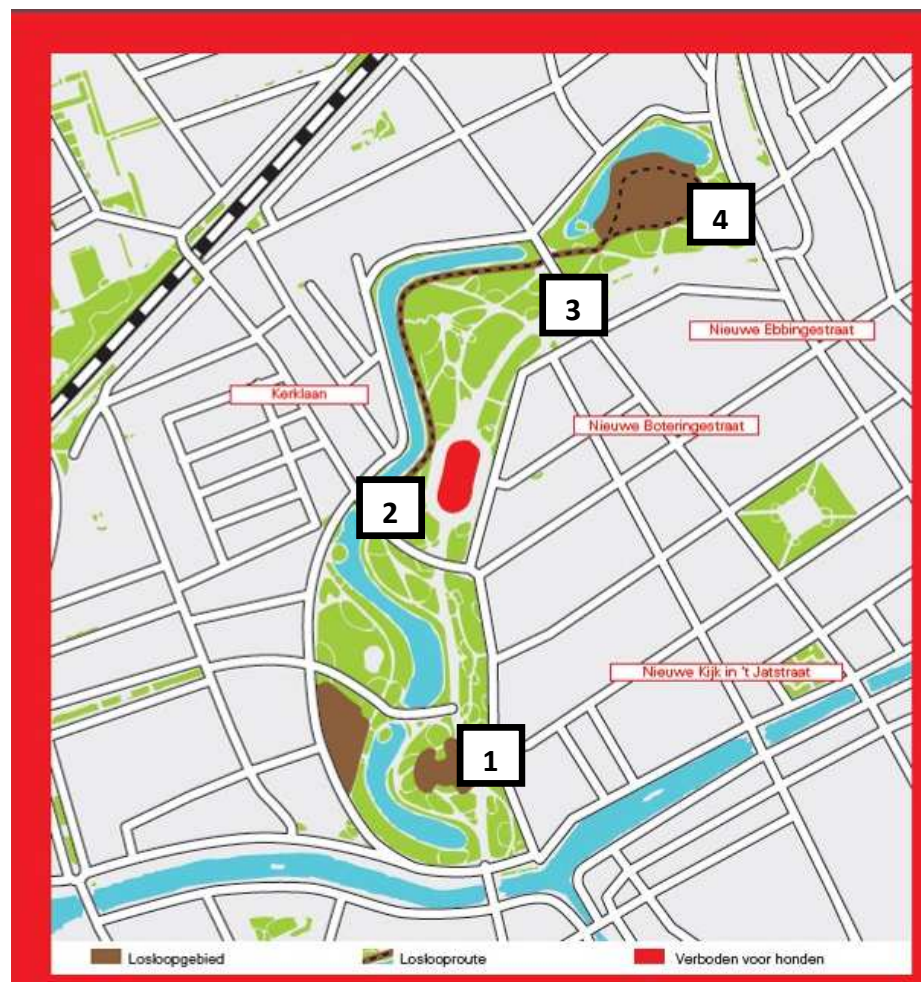 4
3
Nieuwe Ebbingestraat
Kerklaan
Nieuwe Boteringestraat
2
Nieuwe Kijk in 't Jatstraat
1
Losloopgebied
Loslooproute
Verboden voor honden